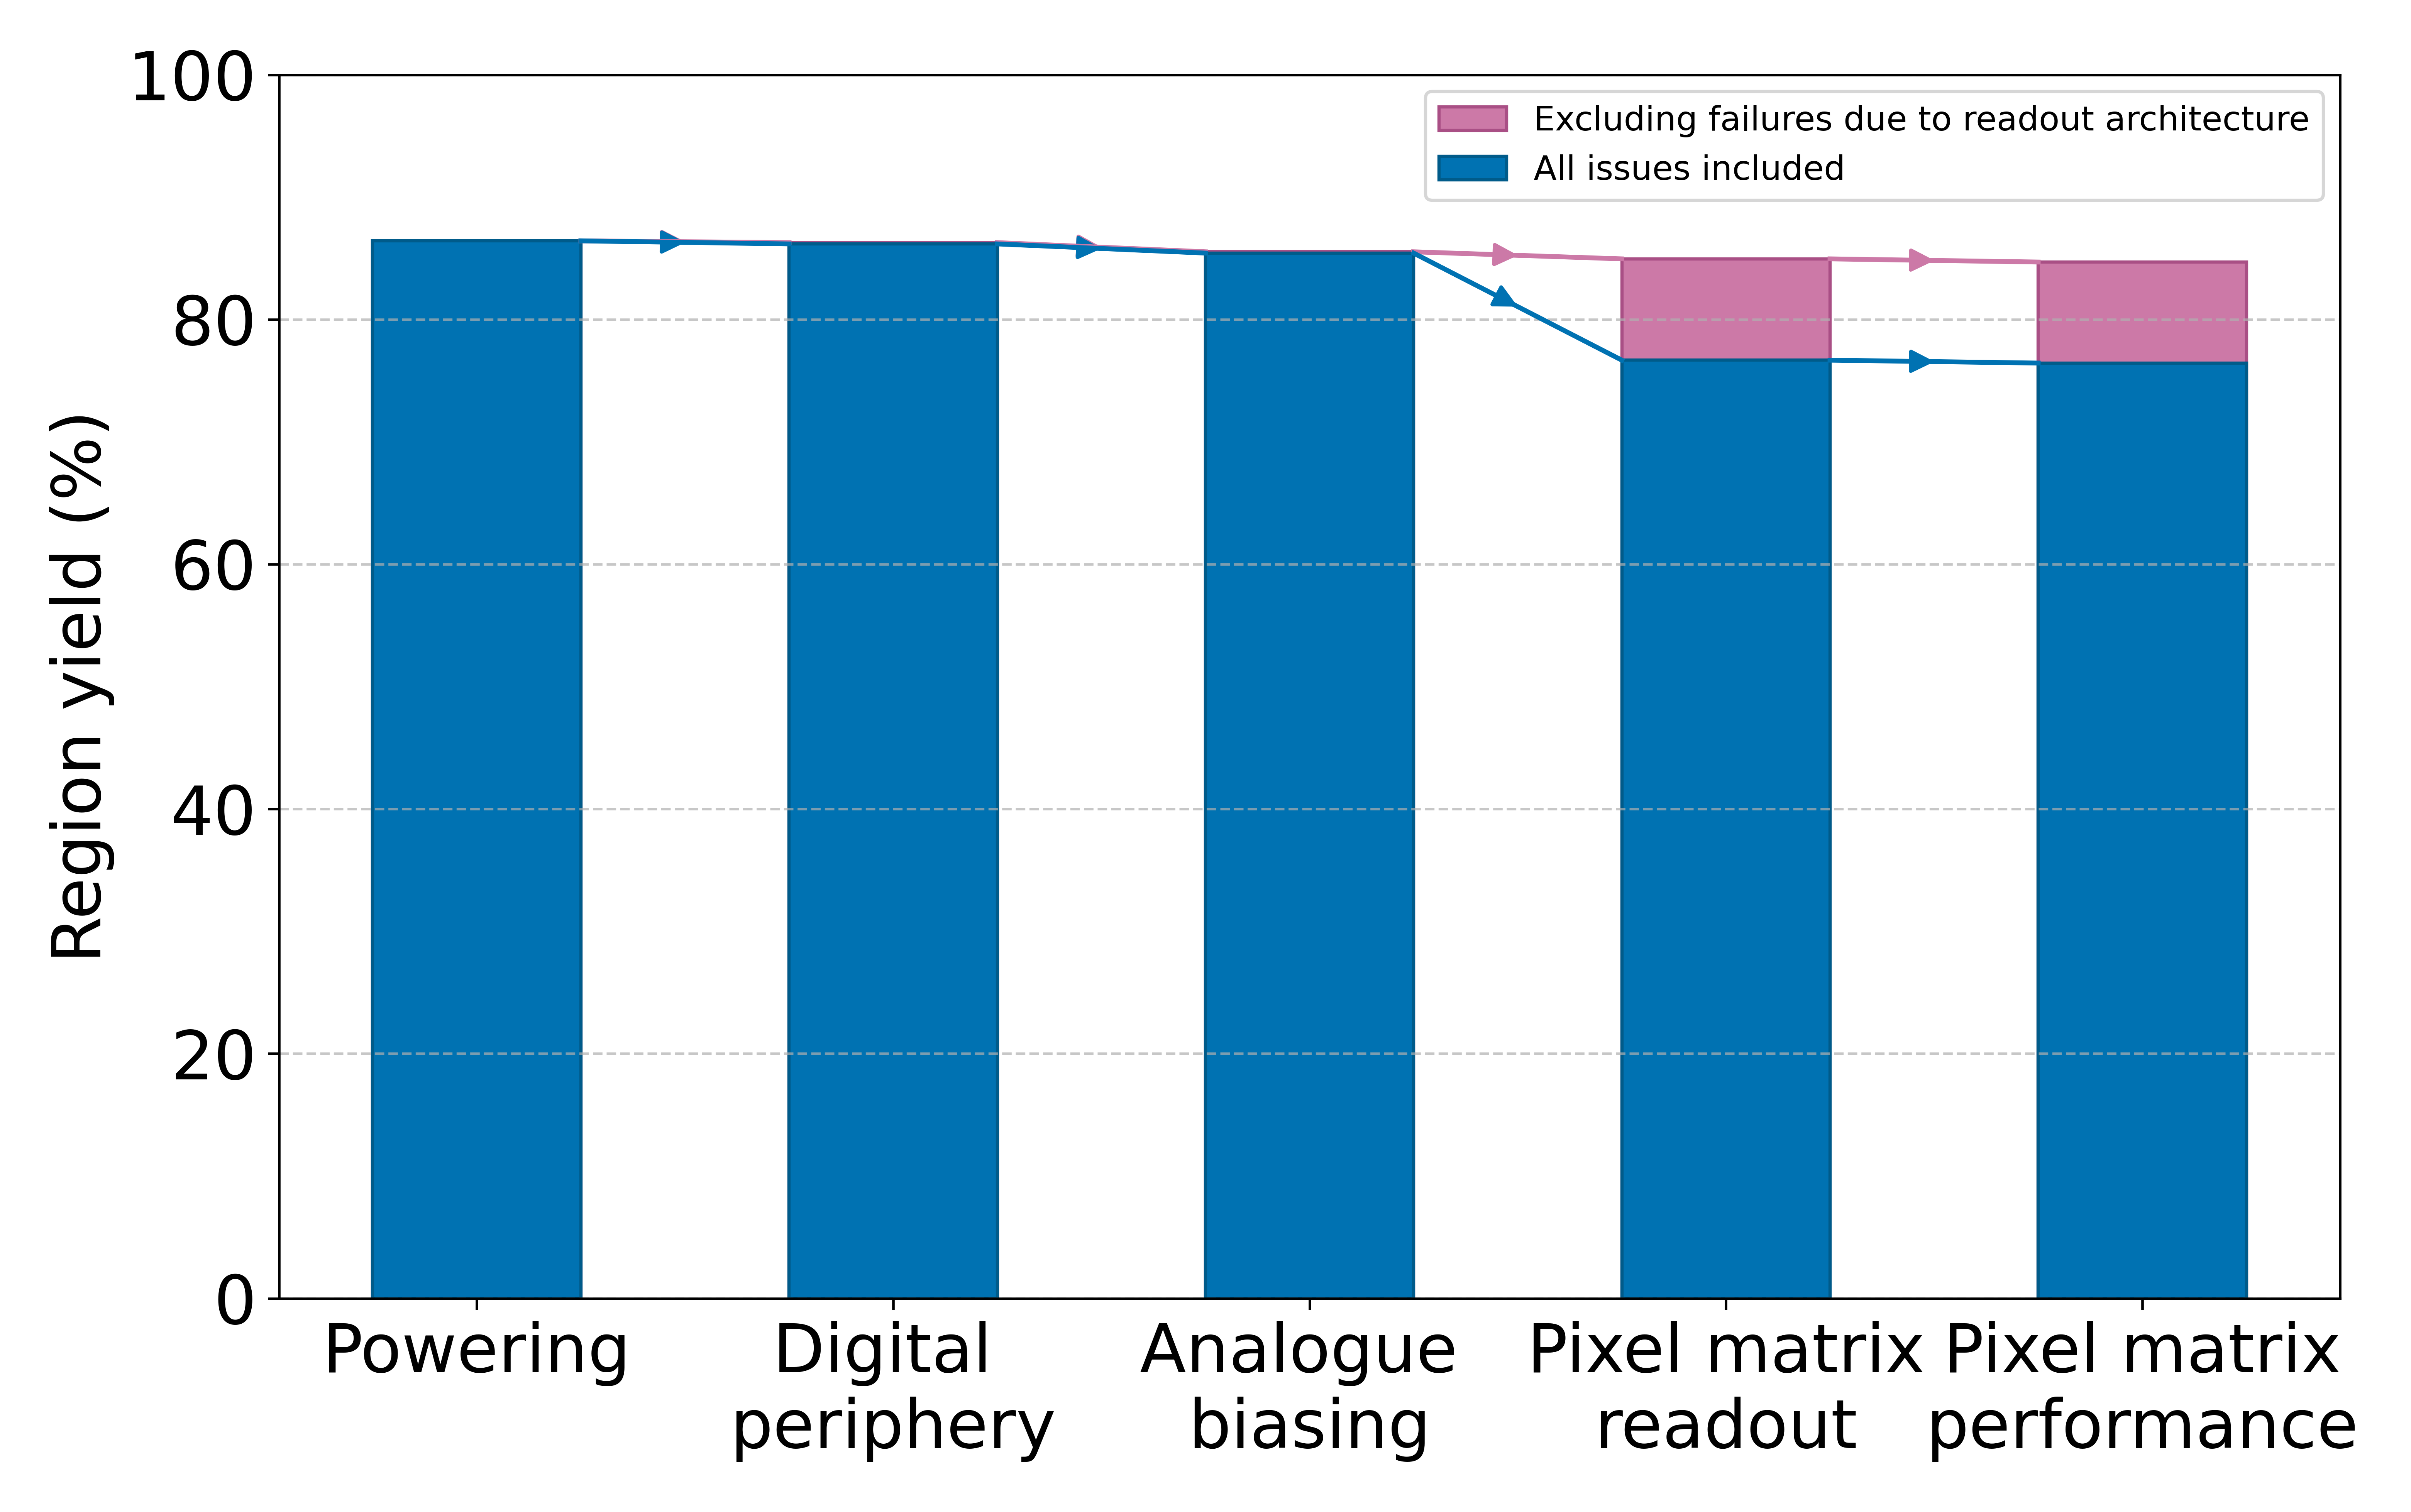 Region yield (%)
100
80
60
40
20
0
Excluding failures due to readout architecture
All issues included
Powering
Digital
periphery
Analogue
biasing
Pixel matrix
readout
Pixel matrix
performance